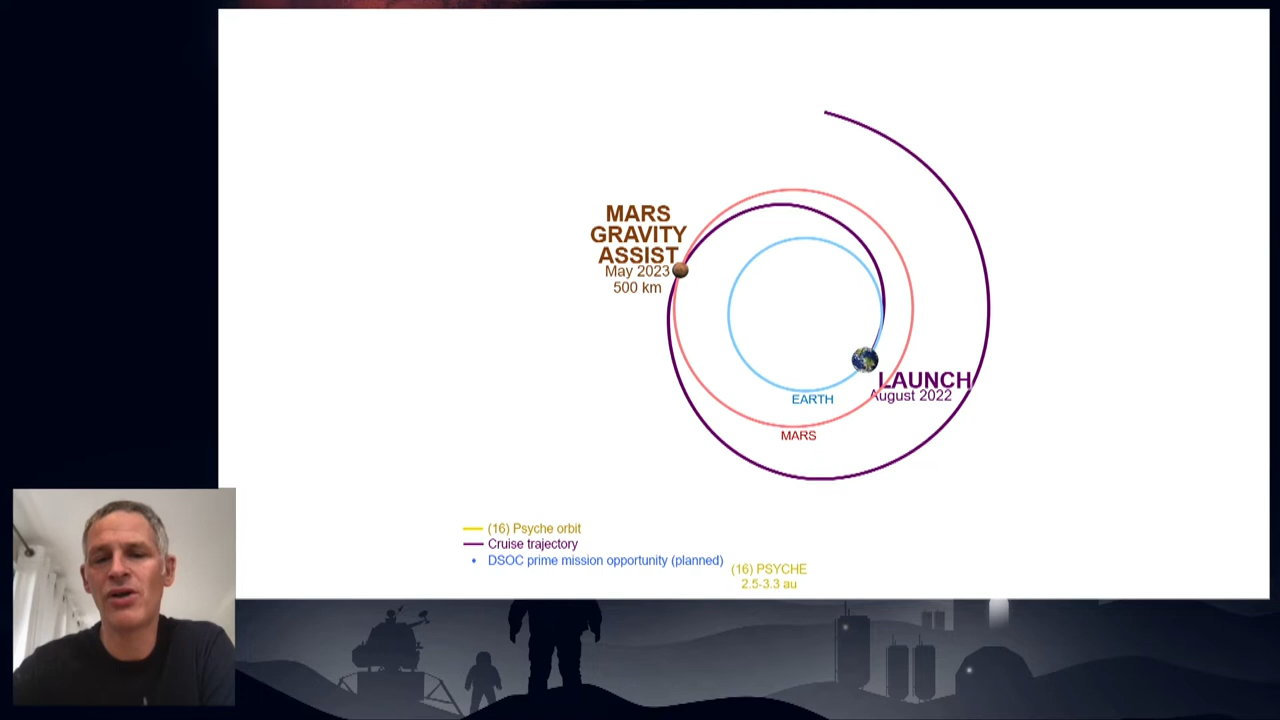 MARS
GRAVITY
ASSIST
May 2023
500 km
LAUNCH
August 2022
EARTH
MARS
(16) Psyche orbit
Cruise trajectory
DSOC prime mission opportunity (planned)
(16) PSYCHE
2.5-3.3 au